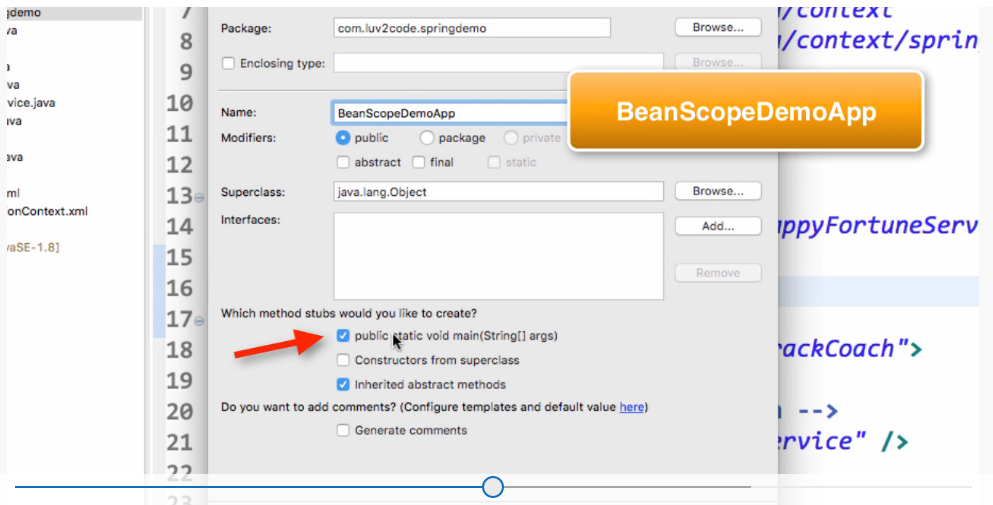 gdemo
va
a
va
vice.java
ava
ava
ml
onContext.xml
vaSE-1.8]
7
8
9
10
11
12
13
14
15
16
17
18
19
20
21
22
23
Package: com.luv2code.springdemo Browse...
Enclosing type: Browse...
Name: BeanScopeDemoApp
Modifiers: public package private
abstract final static
Superclass: java.lang.Object Browse...
Interfaces: Add...
Remove
Which method stubs would you like to create?
public static void main(String[] args)
Constructors from superclass
Inherited abstract methods
Do you want to add comments? (Configure templates and default value here)
Generate comments
BeanScopeDemoApp
/context
/context/sprin
appyFortuneServ
rackCoach">
-->
ervice" />